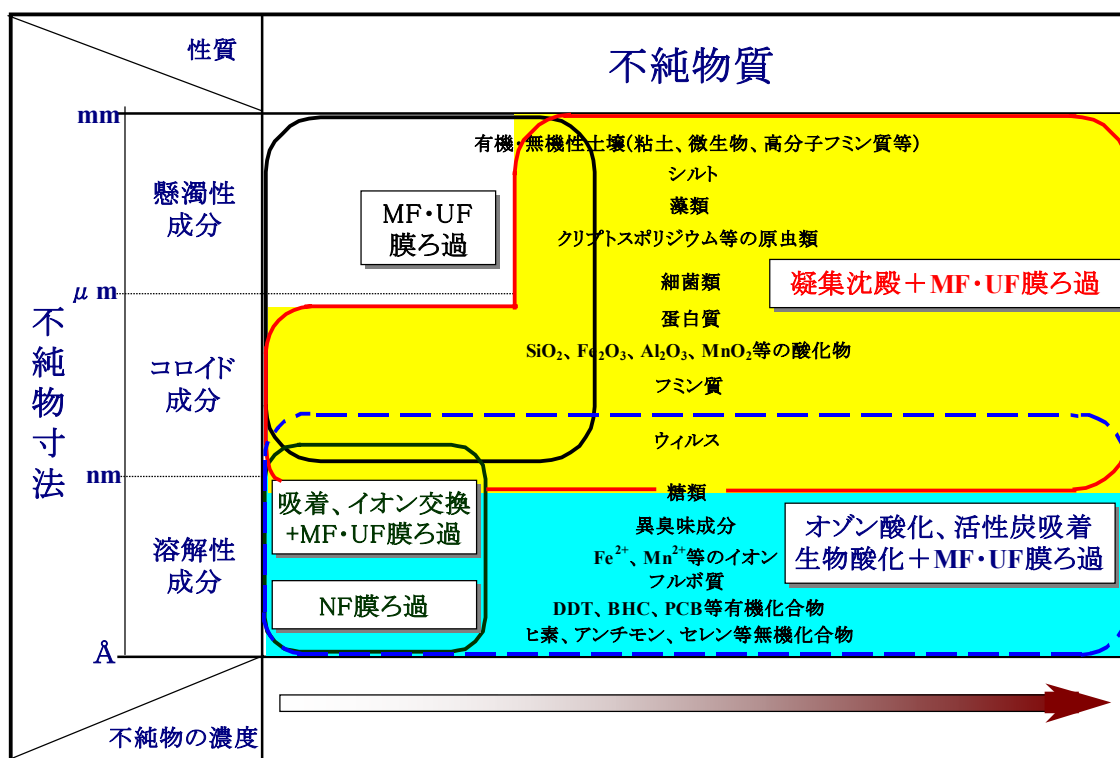 性質
不純物質
mm
有機・無機性土壌(粘土、微生物、高分子フミン質等)
シルト
懸濁性
成分
MF・UF
膜ろ過
藻類
クリプトスポリジウム等の原虫類
μm
細菌類
凝集沈殿＋MF・UF膜ろ過
蛋白質
不純物寸法
SiO₂、Fe₂O₃、Al₂O₃、MnO₂等の酸化物
コロイド
成分
フミン質
ウィルス
nm
糖類
吸着、イオン交換
+MF・UF膜ろ過
異臭味成分
オゾン酸化、活性炭吸着
生物酸化＋MF・UF膜ろ過
溶解性
成分
Fe²⁺、Mn²⁺等のイオン
フルボ質
NF膜ろ過
DDT、BHC、PCB等有機化合物
ヒ素、アンチモン、セレン等無機化合物
Å
不純物の濃度